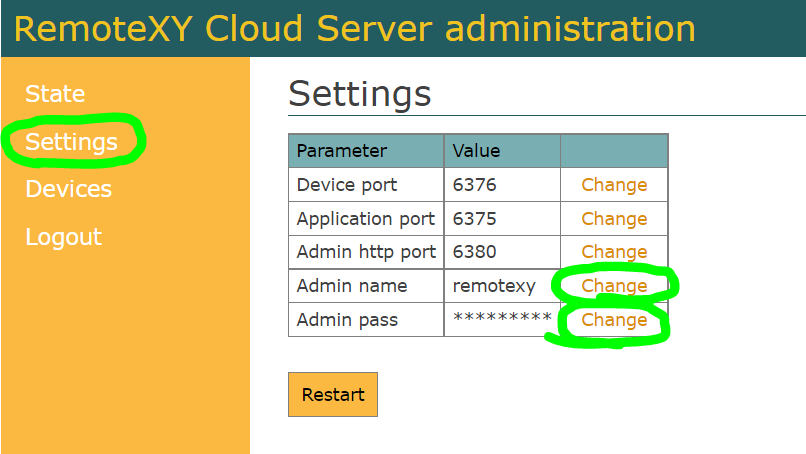 RemoteXY Cloud Server administration
State
Settings
Devices
Logout
Settings
Parameter Value
Device port 6376 Change
Application port 6375 Change
Admin http port 6380 Change
Admin name remotexy Change
Admin pass ********* Change
Restart